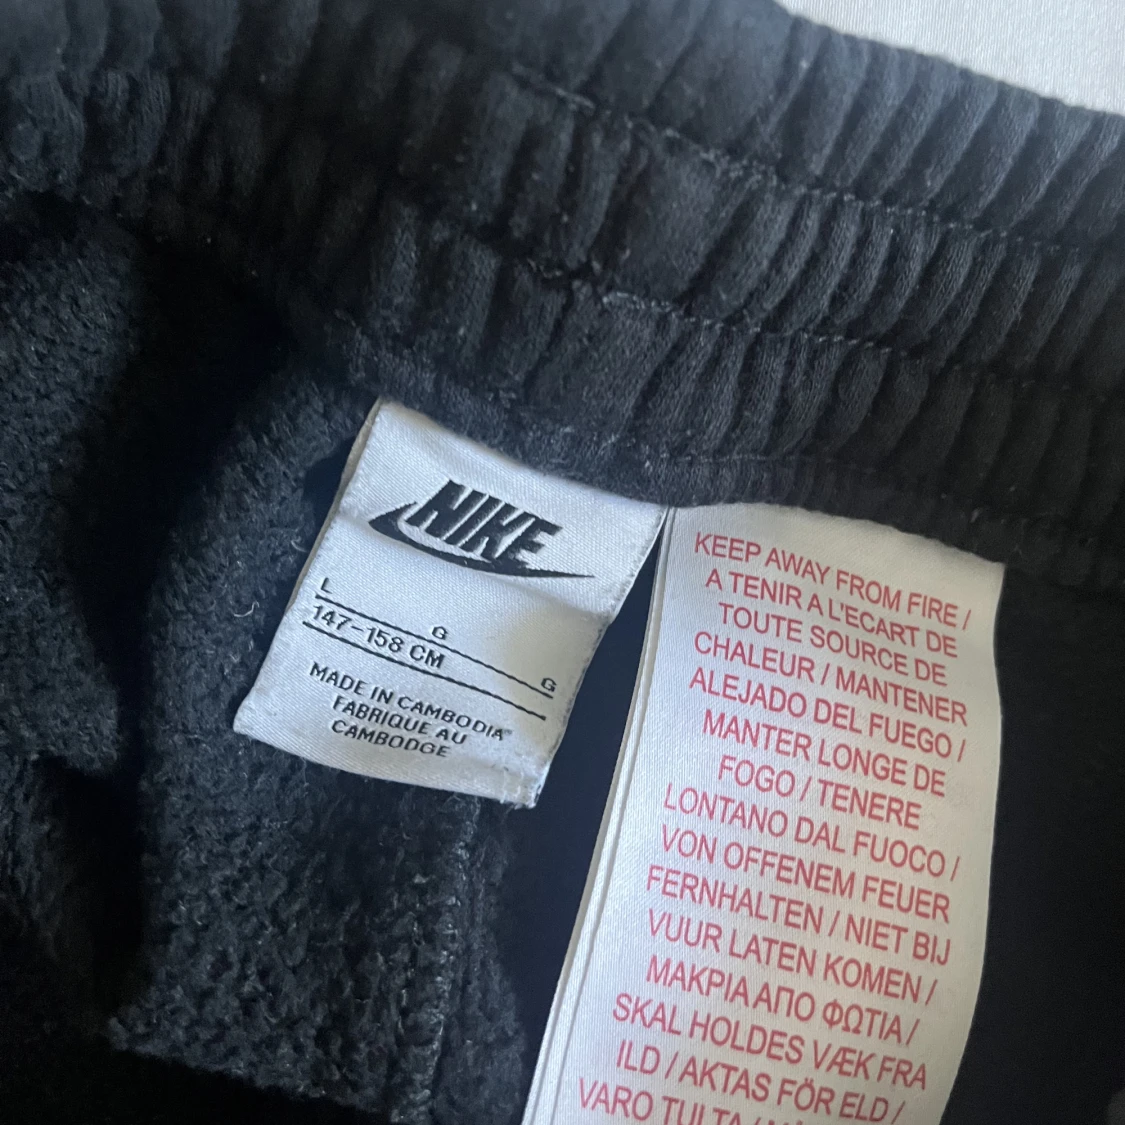 NIKE
L
G
147-158 CM
G
MADE IN CAMBODIA
FABRIQUE AU
CAMBODGE
KEEP AWAY FROM FIRE /
A TENIR A L'ECART DE
TOUTE SOURCE DE
CHALEUR / MANTENER
ALEJADO DEL FUEGO /
MANTER LONGE DE
FOGO / TENERE
LONTANO DAL FUOCO /
VON OFFENEM FEUER
FERNHALTEN / NIET BIJ
VUUR LATEN KOMEN /
ΜΑΚΡΙΑ ΑΠΟ ΦΩΤΙΑ /
SKAL HOLDES VÆK FRA
ILD / AKTAS FÖR ELD /
VARO TULTA /